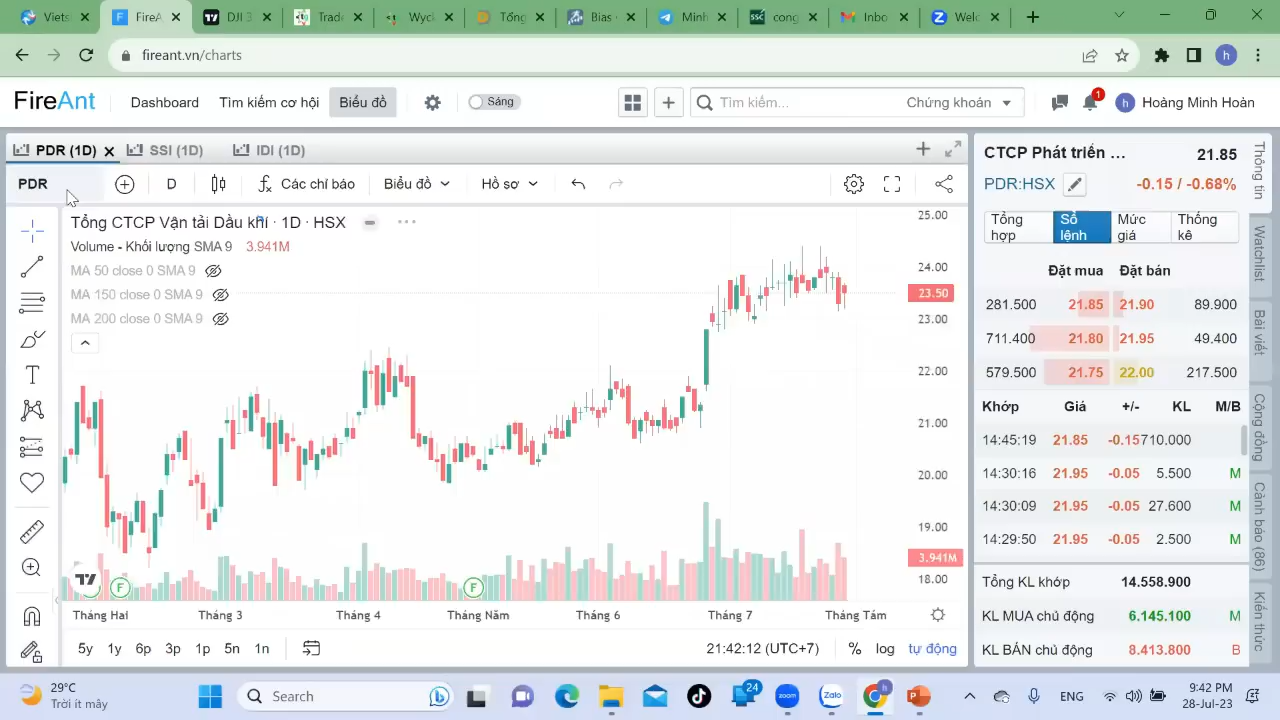 Vietst
FireA
DJI 3
Trade
Wyck
Tổng
Bias
Minh
SSC
cong
Inbo
Welc
fireant.vn/charts
h
FireAnt
Dashboard
Tìm kiếm cơ hội
Biểu đồ
Sáng
Tìm kiếm...
Chứng khoán
1
h
Hoàng Minh Hoàn
PDR (1D)
SSI (1D)
IDI (1D)
PDR
D
Các chỉ báo
Biểu đồ
Hồ sơ
Tổng CTCP Vận tải Dầu khí · 1D · HSX
Volume - Khối lượng SMA 9 3.941M
MA 50 close 0 SMA 9
MA 150 close 0 SMA 9
MA 200 close 0 SMA 9
25.00
24.00
23.50
23.00
22.00
21.00
20.00
19.00
3.941M
18.00
F
F
Tháng Hai
Tháng 3
Tháng 4
Tháng Năm
Tháng 6
Tháng 7
Tháng Tám
5y 1y 6p 3p 1p 5n 1n
21:42:12 (UTC+7)
% log tự động
CTCP Phát triển ...
21.85
PDR:HSX
-0.15 / -0.68%
Tổng hợp
Sổ lệnh
Mức giá
Thống kê
Đặt mua Đặt bán
281.500 21.85 21.90 89.900
711.400 21.80 21.95 49.400
579.500 21.75 22.00 217.500
Khớp Giá +/- KL M/B
14:45:19 21.85 -0.15 710.000
14:30:16 21.95 -0.05 5.500 M
14:30:09 21.95 -0.05 27.600 M
14:29:50 21.95 -0.05 2.500 M
Tổng KL khớp 14.558.900
KL MUA chủ động 6.145.100 M
KL BÁN chủ động 8.413.800 B
Thông tin
Watchlist
Bài viết
Cộng đồng
Cảnh báo (86)
Kiến thức
29°C
Trời ít mây
Search
24
zoom
Zalo
h
ENG
9:42 PM
28-Jul-23